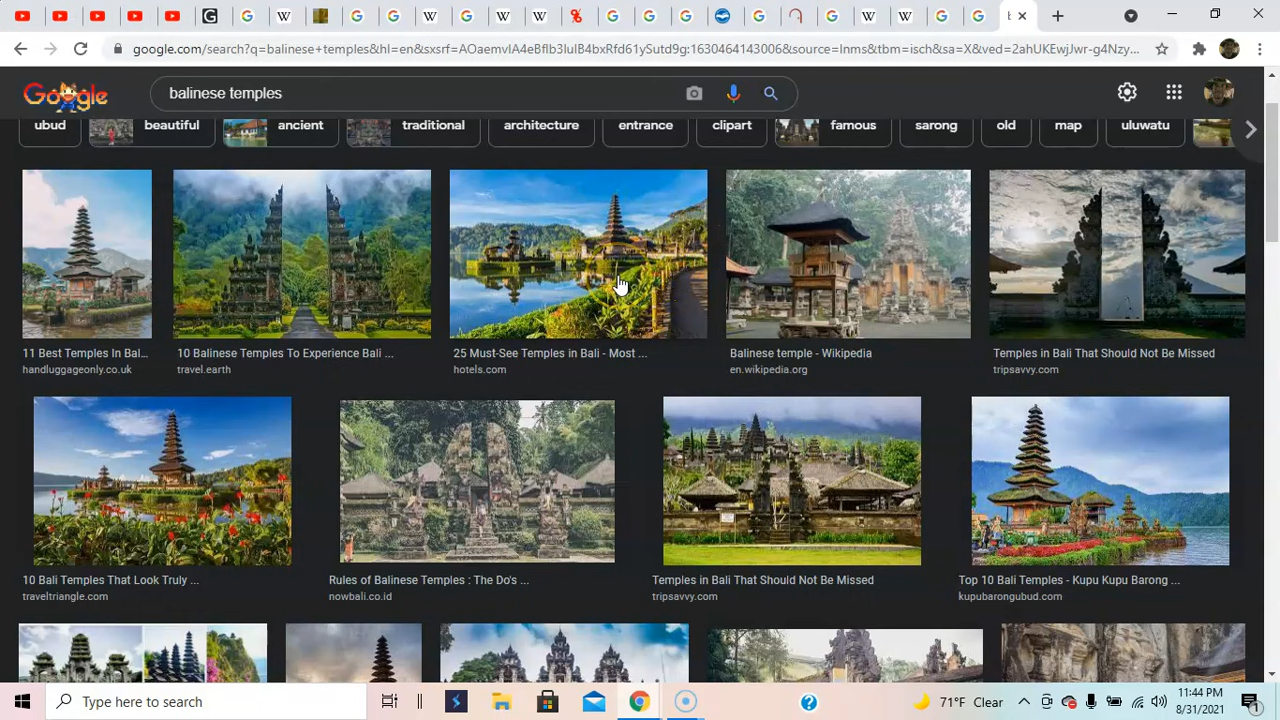 google.com/search?q=balinese+temples&hl=en&sxsrf=AOaemvIA4eBflb3IuIB4bxRfd61ySutd9g:1630464143006&source=lnms&tbm=isch&sa=X&ved=2ahUKEwjJwr-g4Nzy...
Google
balinese temples
ubud
beautiful
ancient
traditional
architecture
entrance
clipart
famous
sarong
old
map
uluwatu
11 Best Temples In Bal...
handluggageonly.co.uk
10 Balinese Temples To Experience Bali ...
travel.earth
25 Must-See Temples in Bali - Most ...
hotels.com
Balinese temple - Wikipedia
en.wikipedia.org
Temples in Bali That Should Not Be Missed
tripsavvy.com
10 Bali Temples That Look Truly ...
traveltriangle.com
Rules of Balinese Temples : The Do's ...
nowbali.co.id
Temples in Bali That Should Not Be Missed
tripsavvy.com
Top 10 Bali Temples - Kupu Kupu Barong ...
kupubarongubud.com
Type here to search
71°F Clear
11:44 PM
8/31/2021